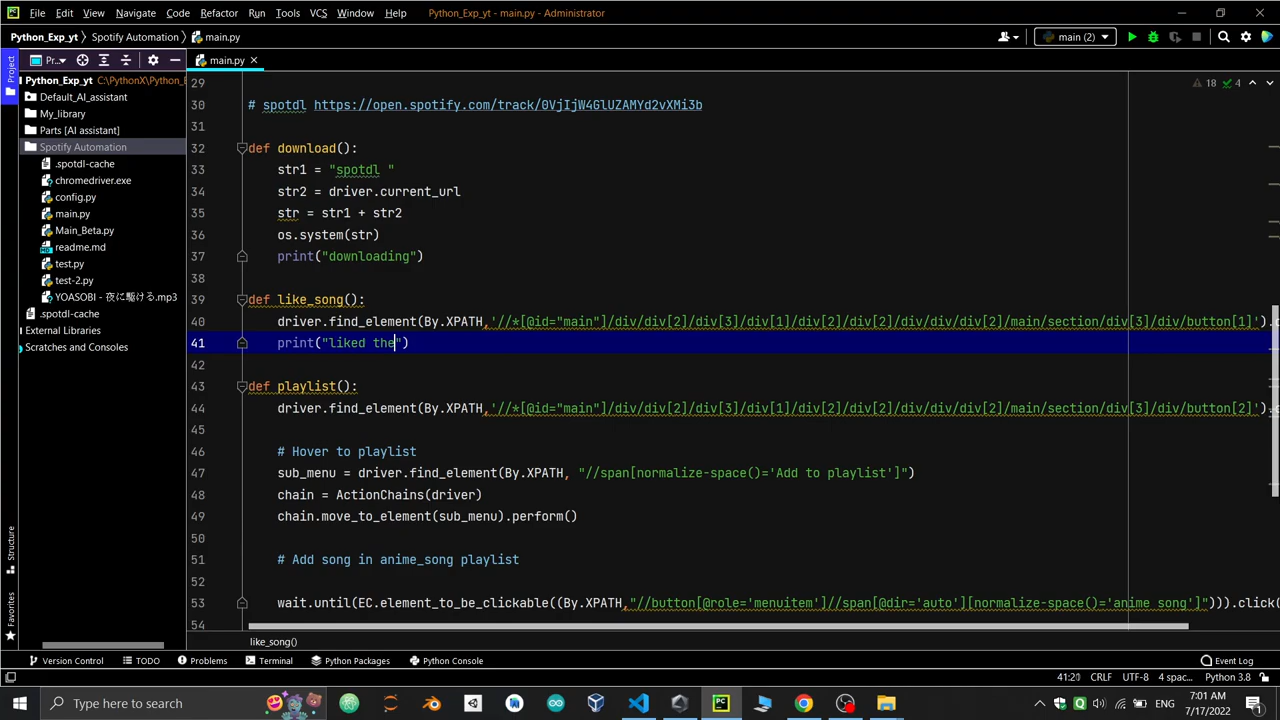 File Edit View Navigate Code Refactor Run Tools VCS Window Help Python_Exp_yt - main.py - Administrator
Python_Exp_yt Spotify Automation main.py main (2)
Project Pr... main.py
Python_Exp_yt C:\PythonX\Python_E
Default_AI_assistant
My_library
Parts [AI assistant]
Spotify Automation
.spotdl-cache
chromedriver.exe
config.py
main.py
Main_Beta.py
readme.md
test.py
test-2.py
YOASOBI - 夜に駆ける.mp3
.spotdl-cache
External Libraries
Scratches and Consoles
18 4
29
30 # spotdl https://open.spotify.com/track/0VjIjW4GlUZAMYd2vXMi3b
31
32 def download():
33 str1 = "spotdl "
34 str2 = driver.current_url
35 str = str1 + str2
36 os.system(str)
37 print("downloading")
38
39 def like_song():
40 driver.find_element(By.XPATH,'//*[@id="main"]/div/div[2]/div[3]/div[1]/div[2]/div[2]/div/div/div[2]/main/section/div[3]/div/button[1]').c
41 print("liked the")
42
43 def playlist():
44 driver.find_element(By.XPATH,'//*[@id="main"]/div/div[2]/div[3]/div[1]/div[2]/div[2]/div/div/div[2]/main/section/div[3]/div/button[2]').c
45
46 # Hover to playlist
47 sub_menu = driver.find_element(By.XPATH, "//span[normalize-space()='Add to playlist']")
48 chain = ActionChains(driver)
49 chain.move_to_element(sub_menu).perform()
50
51 # Add song in anime_song playlist
52
53 wait.until(EC.element_to_be_clickable((By.XPATH,"//button[@role='menuitem']//span[@dir='auto'][normalize-space()='anime song']"))).click(
54
like_song()
Structure
Favorites
Version Control TODO Problems Terminal Python Packages Python Console Event Log
41:20 CRLF UTF-8 4 spac... Python 3.8
Type here to search
ENG
7:01 AM
7/17/2022